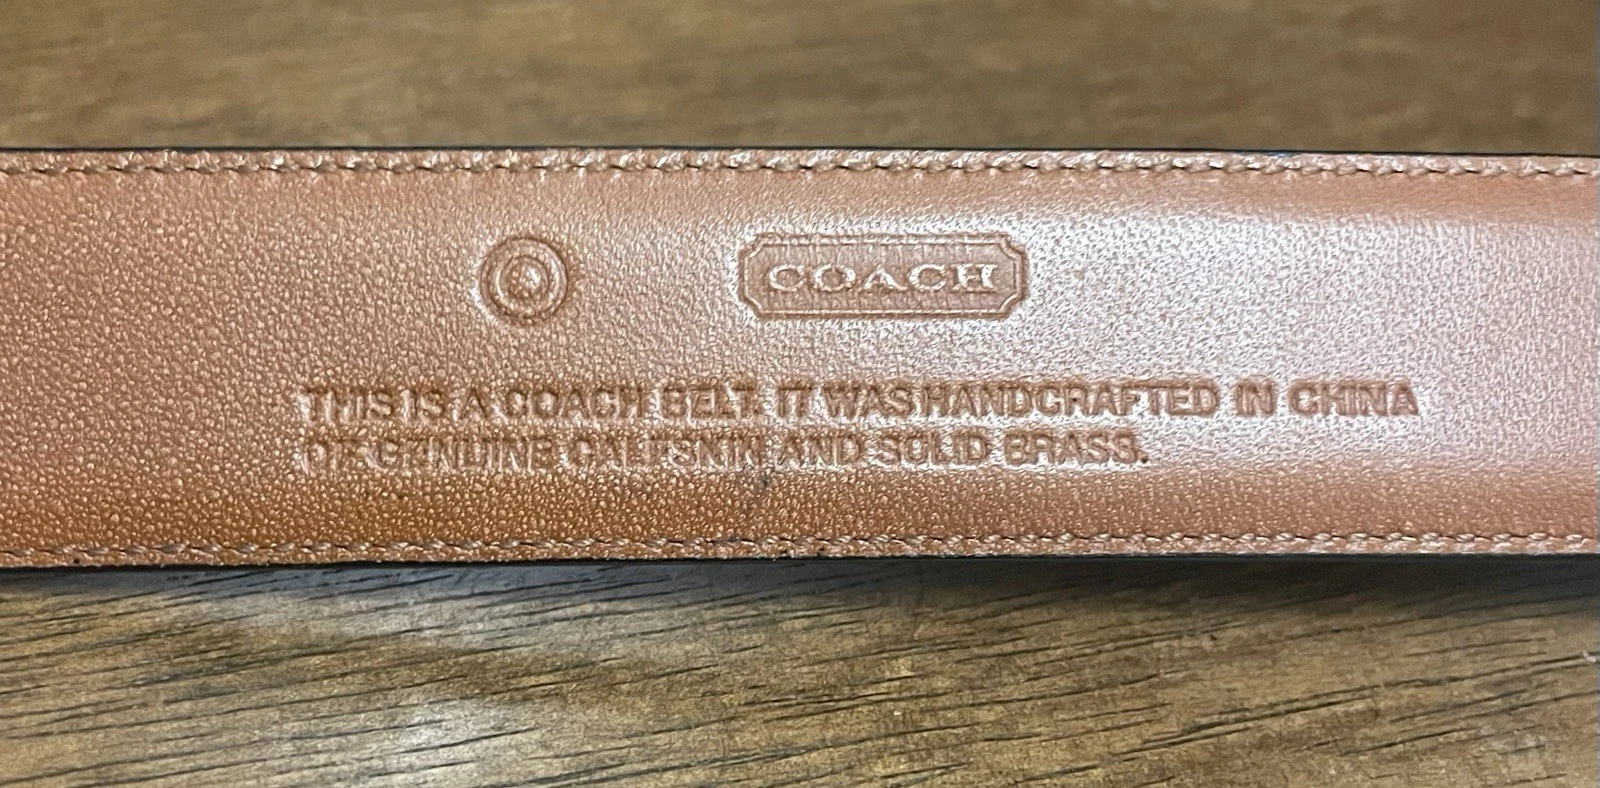 COACH
THIS IS A COACH BELT. IT WAS HANDCRAFTED IN CHINA
OF GENUINE CALFSKIN AND SOLID BRASS.